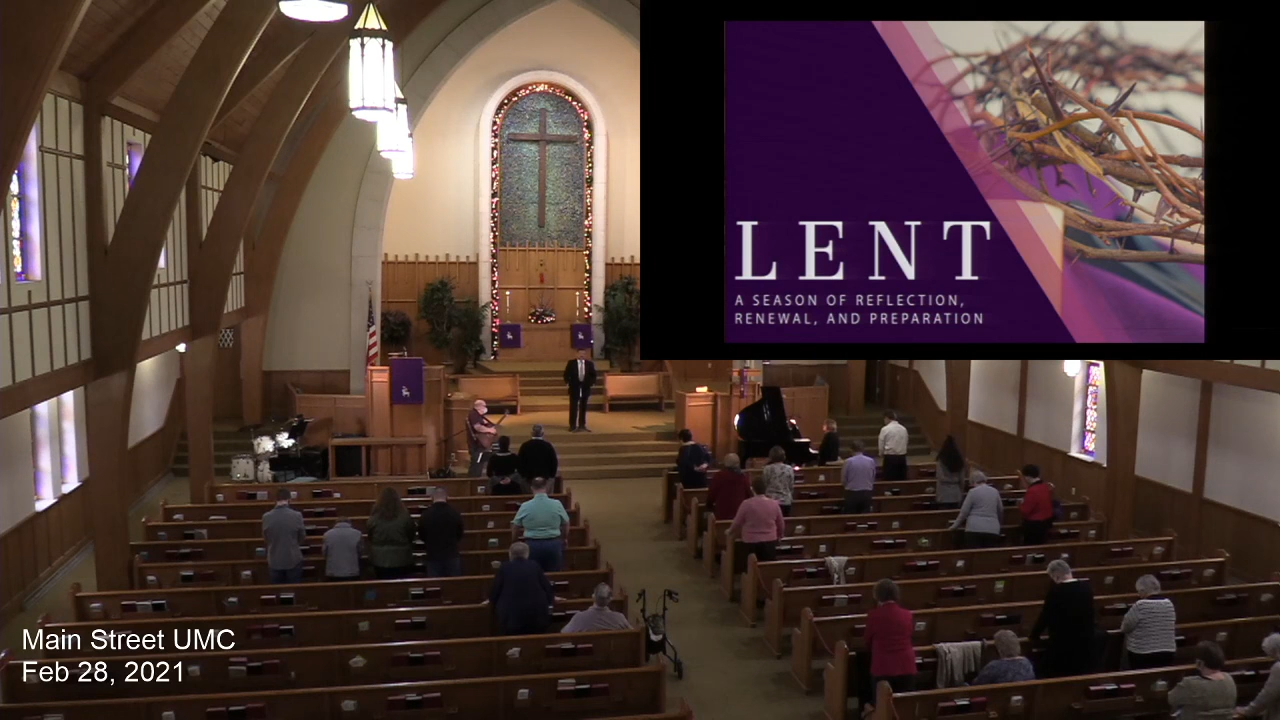 LENT
A SEASON OF REFLECTION,
RENEWAL, AND PREPARATION
Main Street UMC
Feb 28, 2021